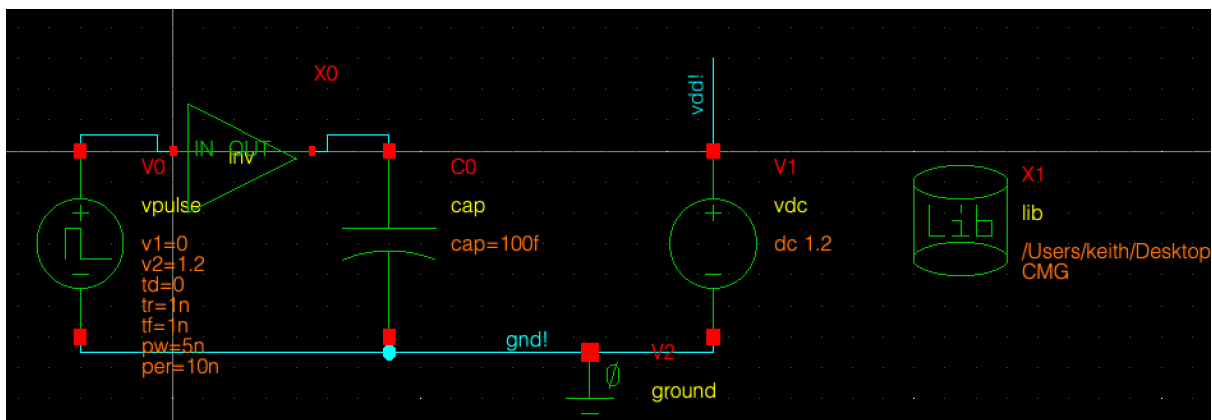 X0
vdd!
IN OUT
inv
V0
vpulse
v1=0
v2=1.2
td=0
tr=1n
tf=1n
pw=5n
per=10n
C0
cap
cap=100f
V1
vdc
dc 1.2
Lib
X1
lib
/Users/keith/Desktop
CMG
gnd!
V2
0
ground